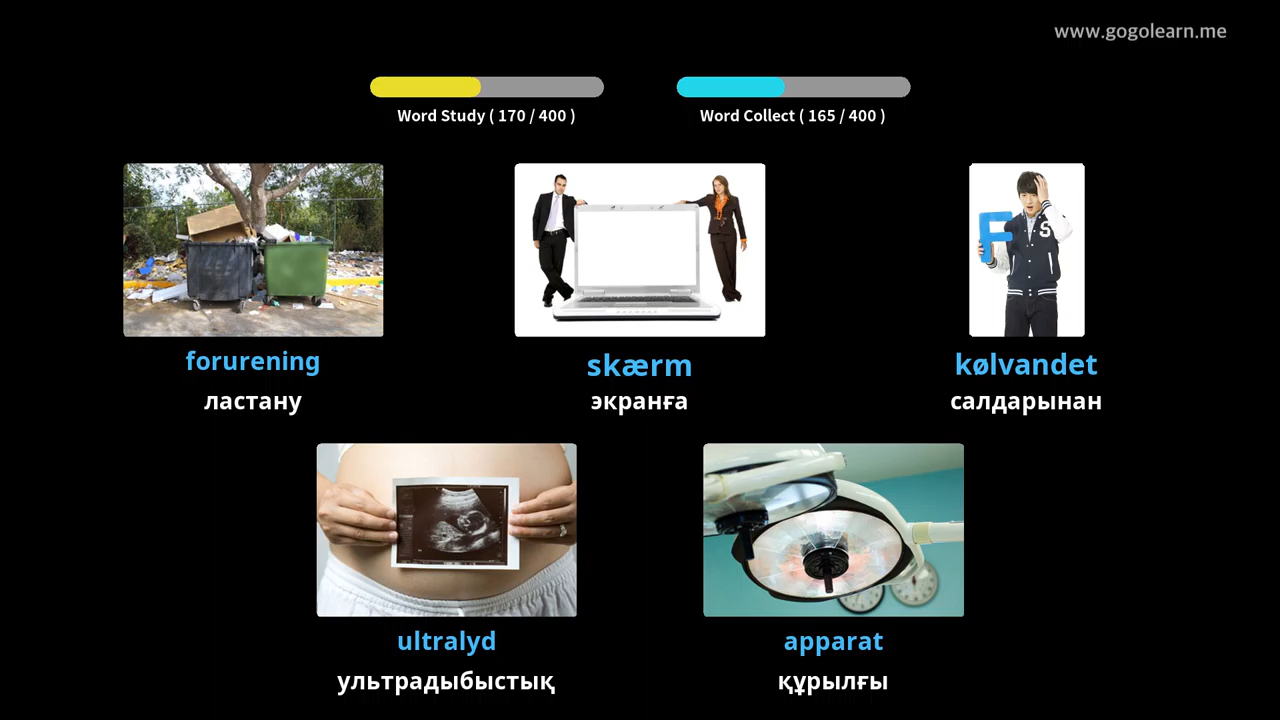 www.gogolearn.me
Word Study ( 170 / 400 )
Word Collect ( 165 / 400 )
forurening
ластану
skærm
экранға
kølvandet
салдарынан
ultralyd
ультрадыбыстық
apparat
құрылғы
F
S